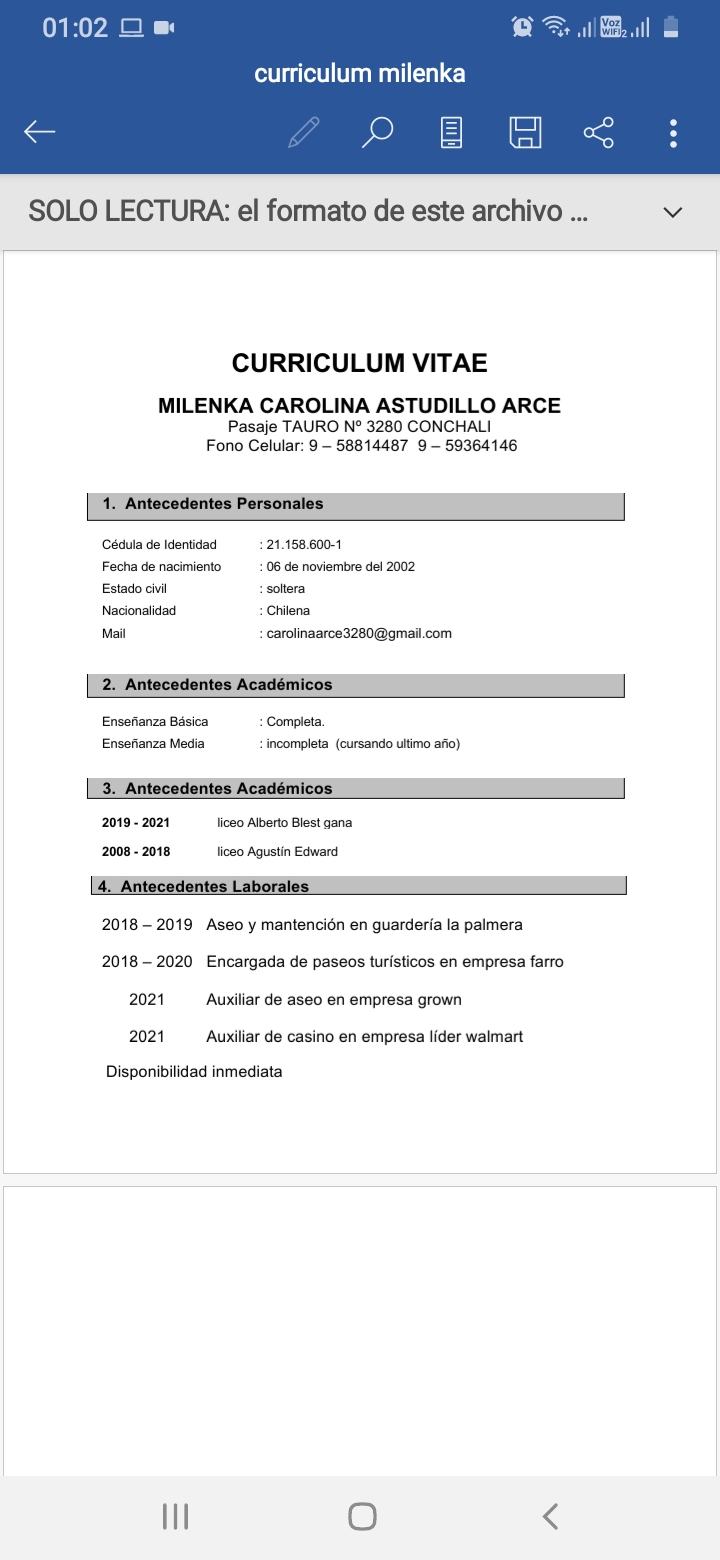 01:02
Voz
WiFi 2
curriculum milenka
SOLO LECTURA: el formato de este archivo ...
CURRICULUM VITAE
MILENKA CAROLINA ASTUDILLO ARCE
Pasaje TAURO Nº 3280 CONCHALI
Fono Celular: 9 – 58814487 9 – 59364146
1. Antecedentes Personales
Cédula de Identidad : 21.158.600-1
Fecha de nacimiento : 06 de noviembre del 2002
Estado civil : soltera
Nacionalidad : Chilena
Mail : carolinaarce3280@gmail.com
2. Antecedentes Académicos
Enseñanza Básica : Completa.
Enseñanza Media : incompleta (cursando ultimo año)
3. Antecedentes Académicos
2019 - 2021 liceo Alberto Blest gana
2008 - 2018 liceo Agustín Edward
4. Antecedentes Laborales
2018 – 2019 Aseo y mantención en guardería la palmera
2018 – 2020 Encargada de paseos turísticos en empresa farro
2021 Auxiliar de aseo en empresa grown
2021 Auxiliar de casino en empresa líder walmart
Disponibilidad inmediata